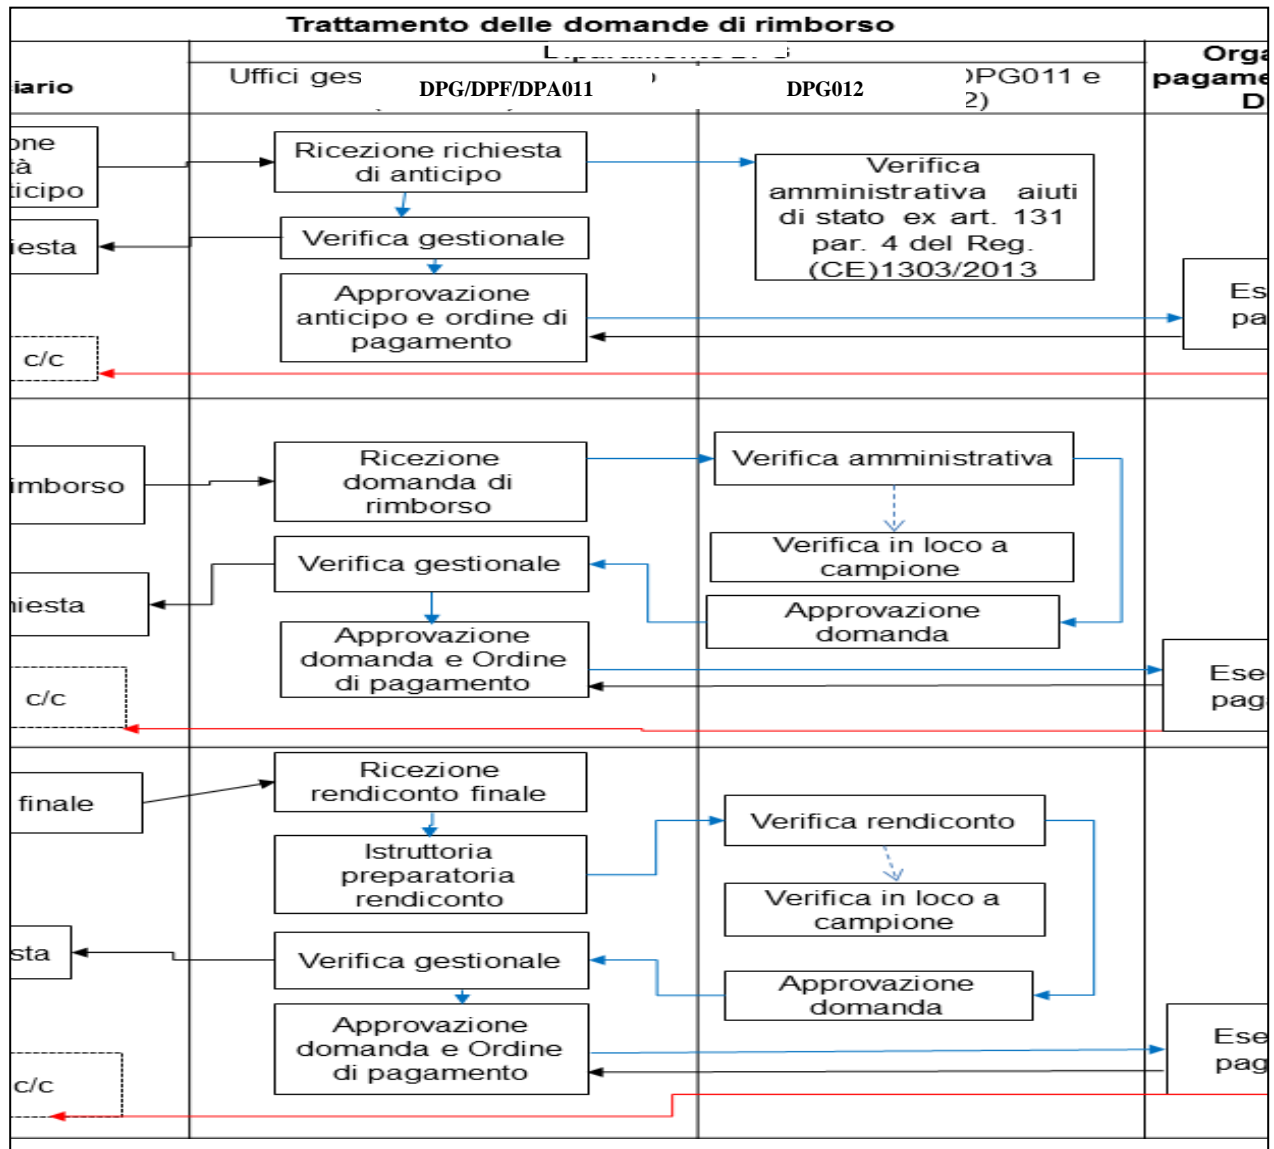 Trattamento delle domande di rimborso
iario
Uffici ges
DPG/DPF/DPA011
DPG012
DPG011 e
2)
Orga
pagame
D
one
tà
ticipo
Ricezione richiesta
di anticipo
Verifica
amministrativa aiuti
di stato ex art. 131
par. 4 del Reg.
(CE)1303/2013
iesta
Verifica gestionale
Approvazione
anticipo e ordine di
pagamento
Es
pa
c/c
imborso
Ricezione
domanda di
rimborso
Verifica amministrativa
Verifica in loco a
campione
Verifica gestionale
hiesta
Approvazione
domanda
Approvazione
domanda e Ordine
di pagamento
Ese
pag
c/c
finale
Ricezione
rendiconto finale
Verifica rendiconto
Istruttoria
preparatoria
rendiconto
Verifica in loco a
campione
sta
Verifica gestionale
Approvazione
domanda
Approvazione
domanda e Ordine
di pagamento
Ese
pag
c/c